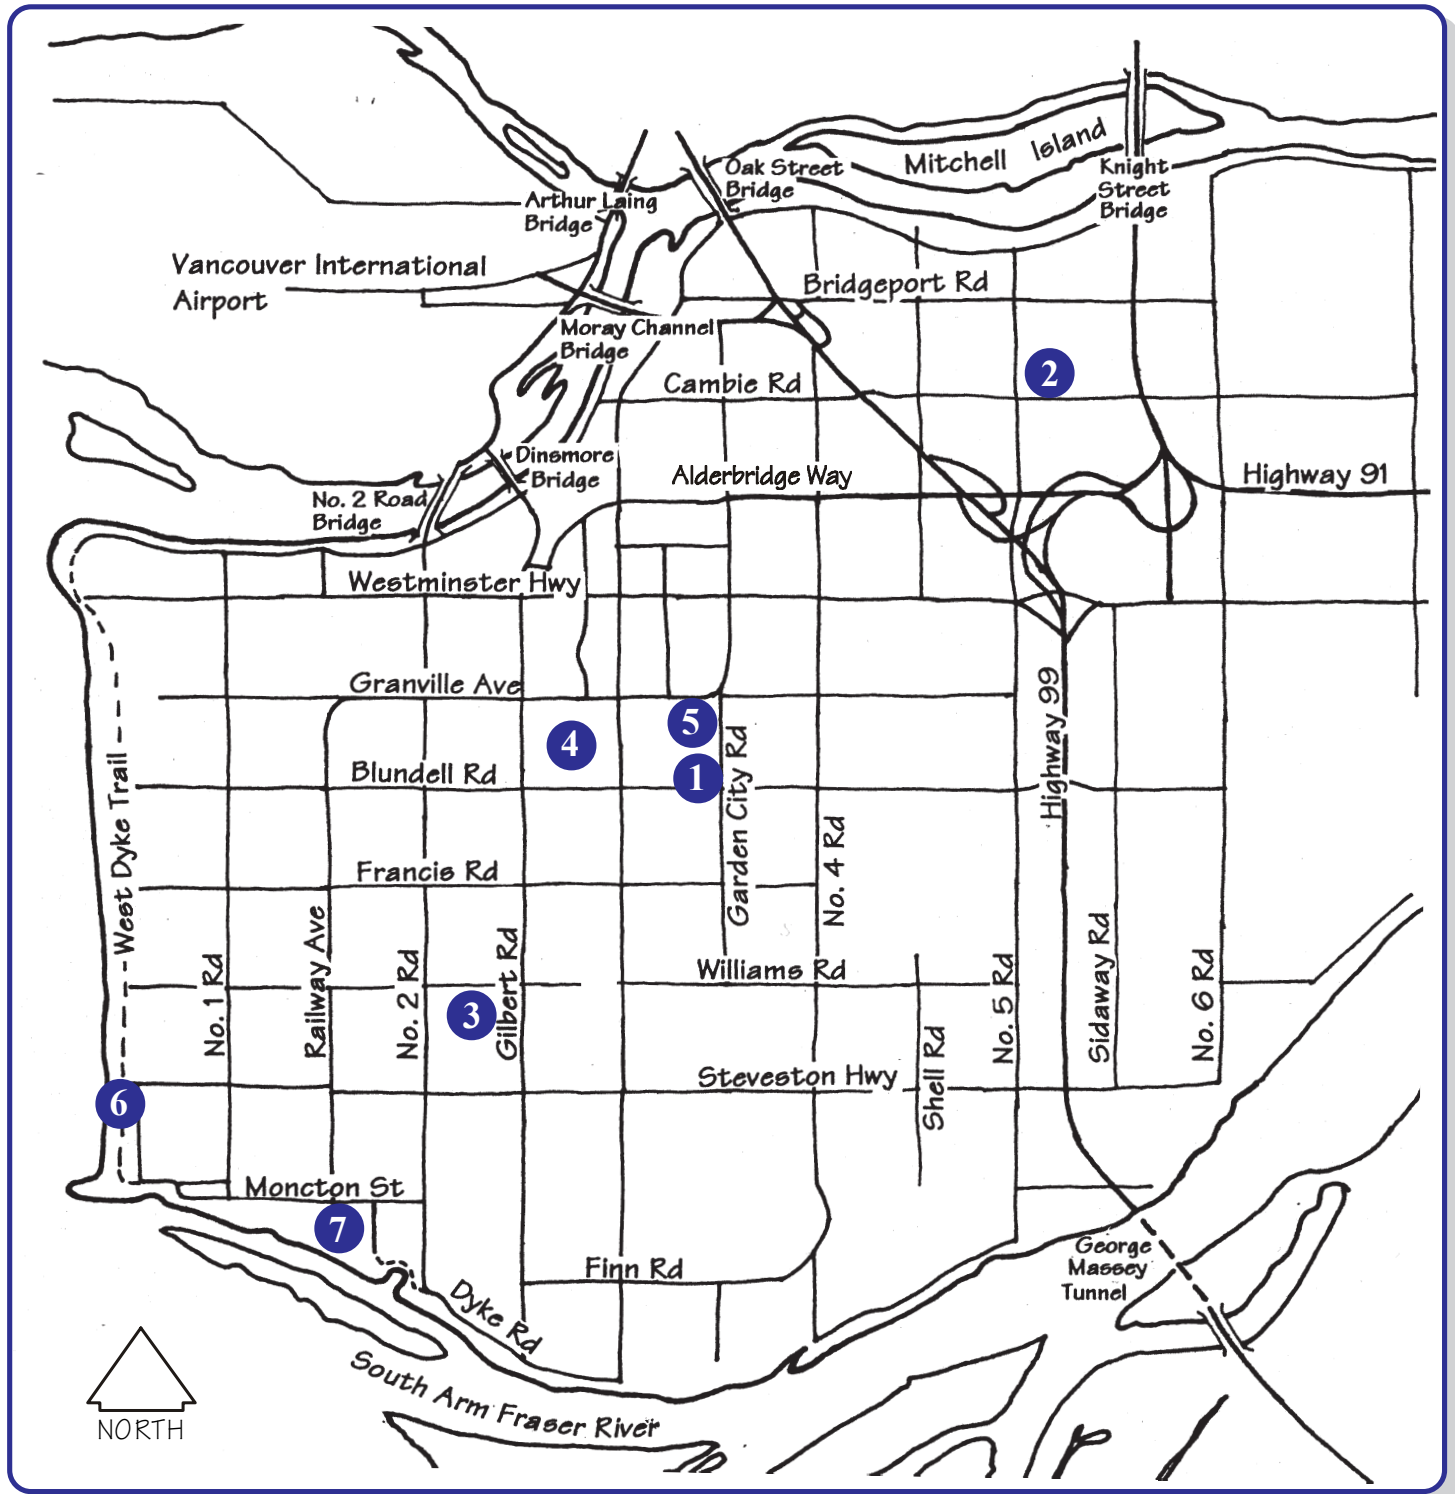 Mitchell Island
Oak Street
Bridge
Knight
Street
Bridge
Arthur Laing
Bridge
Vancouver International
Airport
Bridgeport Rd
Moray Channel
Bridge
2
Cambie Rd
Dinsmore
Bridge
Alderbridge Way
Highway 91
No. 2 Road
Bridge
Westminster Hwy
Granville Ave
5
4
1
Blundell Rd
Garden City Rd
Highway 99
West Dyke Trail
Francis Rd
No. 4 Rd
Williams Rd
No. 1 Rd
Railway Ave
No. 2 Rd
3
Gilbert Rd
No. 5 Rd
Sidaway Rd
No. 6 Rd
Shell Rd
Steveston Hwy
6
Moncton St
7
George
Massey
Tunnel
Finn Rd
Dyke Rd
South Arm Fraser River
NORTH